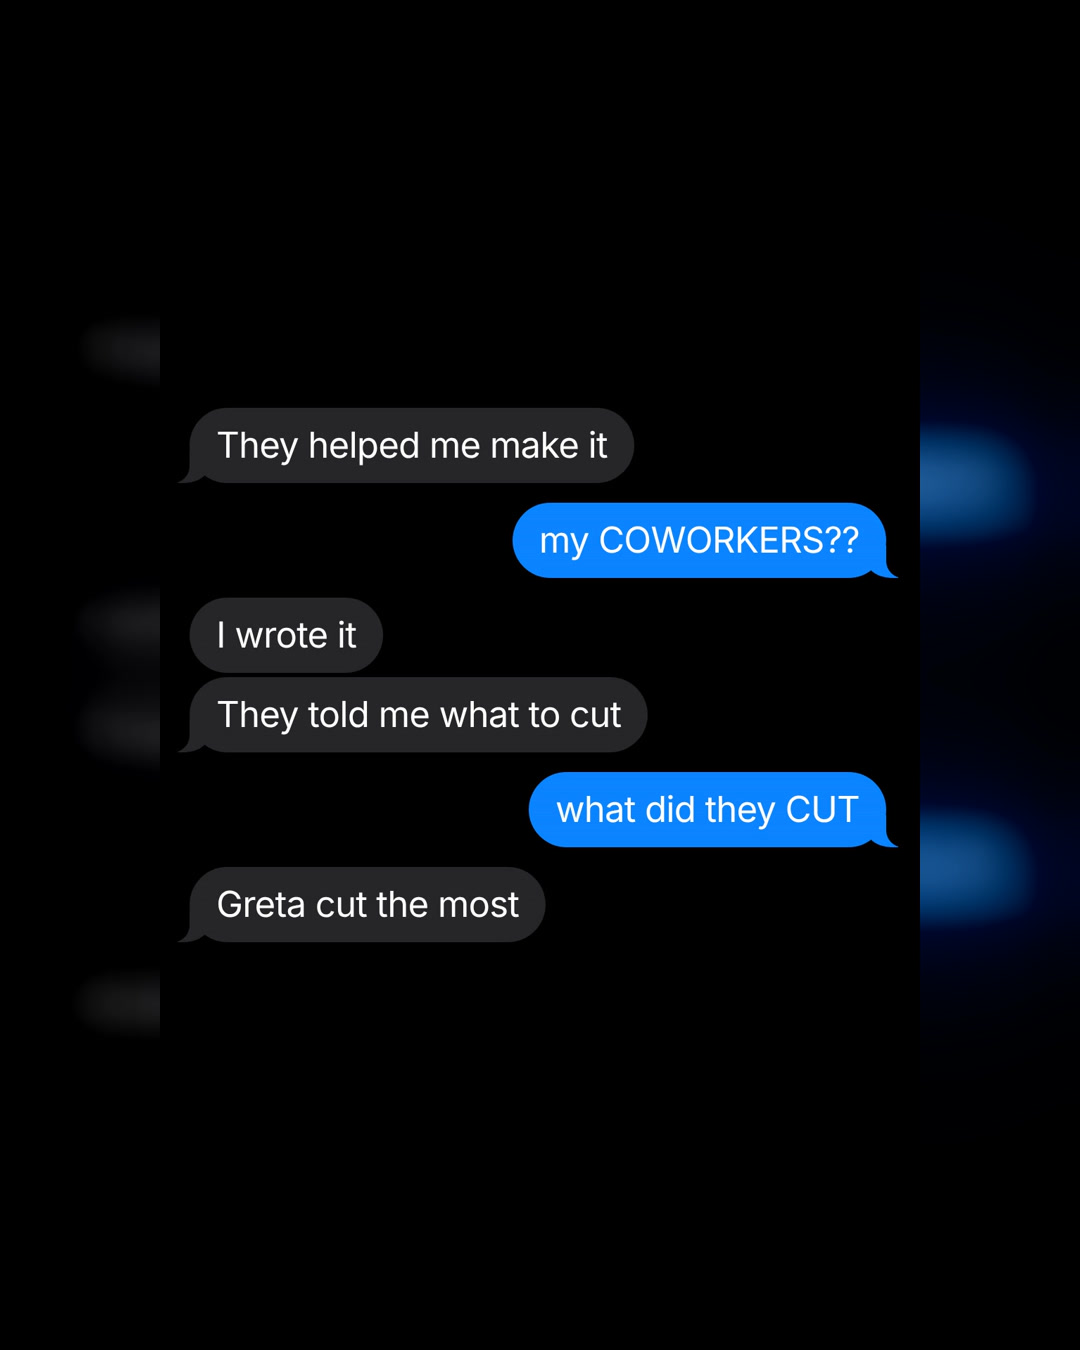 They helped me make it
my COWORKERS??
I wrote it
They told me what to cut
what did they CUT
Greta cut the most